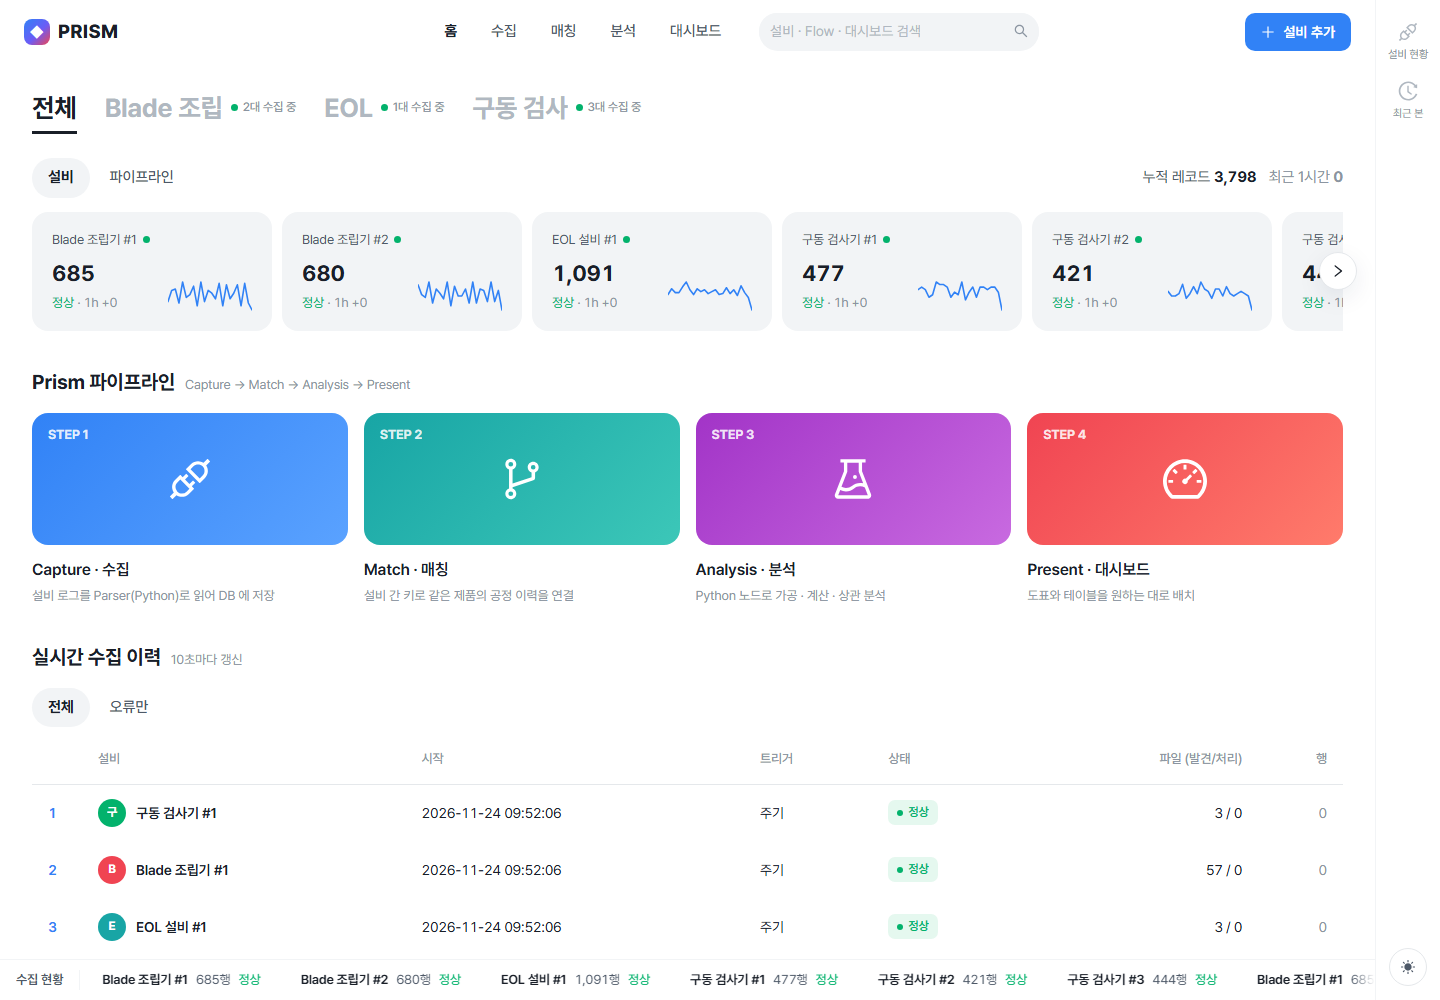 PRISM
홈 수집 매칭 분석 대시보드
설비 · Flow · 대시보드 검색
설비 추가
설비 현황
최근 본
전체 Blade 조립 2대 수집 중 EOL 1대 수집 중 구동 검사 3대 수집 중
설비 파이프라인
누적 레코드 3,798 최근 1시간 0
Blade 조립기 #1
685
정상 · 1h +0
Blade 조립기 #2
680
정상 · 1h +0
EOL 설비 #1
1,091
정상 · 1h +0
구동 검사기 #1
477
정상 · 1h +0
구동 검사기 #2
421
정상 · 1h +0
구동
정상 ·
Prism 파이프라인 Capture → Match → Analysis → Present
STEP 1
Capture · 수집
설비 로그를 Parser(Python)로 읽어 DB 에 저장
STEP 2
Match · 매칭
설비 간 키로 같은 제품의 공정 이력을 연결
STEP 3
Analysis · 분석
Python 노드로 가공 · 계산 · 상관 분석
STEP 4
Present · 대시보드
도표와 테이블을 원하는 대로 배치
실시간 수집 이력 10초마다 갱신
전체 오류만
설비 시작 트리거 상태 파일 (발견/처리) 행
1 구 구동 검사기 #1 2026-11-24 09:52:06 주기 정상 3 / 0 0
2 B Blade 조립기 #1 2026-11-24 09:52:06 주기 정상 57 / 0 0
3 E EOL 설비 #1 2026-11-24 09:52:06 주기 정상 3 / 0 0
수집 현황 Blade 조립기 #1 685행 정상 Blade 조립기 #2 680행 정상 EOL 설비 #1 1,091행 정상 구동 검사기 #1 477행 정상 구동 검사기 #2 421행 정상 구동 검사기 #3 444행 정상 Blade 조립기 #1 685